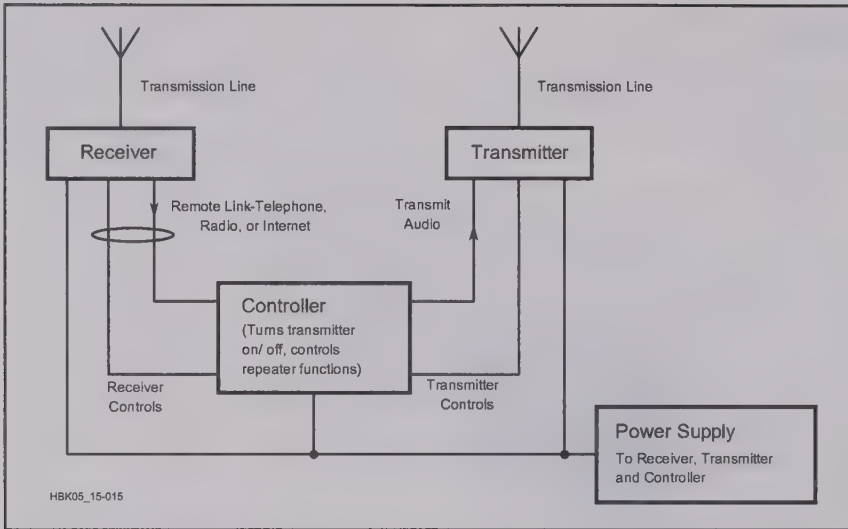 Transmission Line
Transmission Line
Receiver
Transmitter
Remote Link-Telephone,
Radio, or Internet
Transmit
Audio
Controller
(Turns transmitter
on/ off, controls
repeater functions)
Receiver
Controls
Transmitter
Controls
Power Supply
To Receiver, Transmitter
and Controller
HBK05_15-015